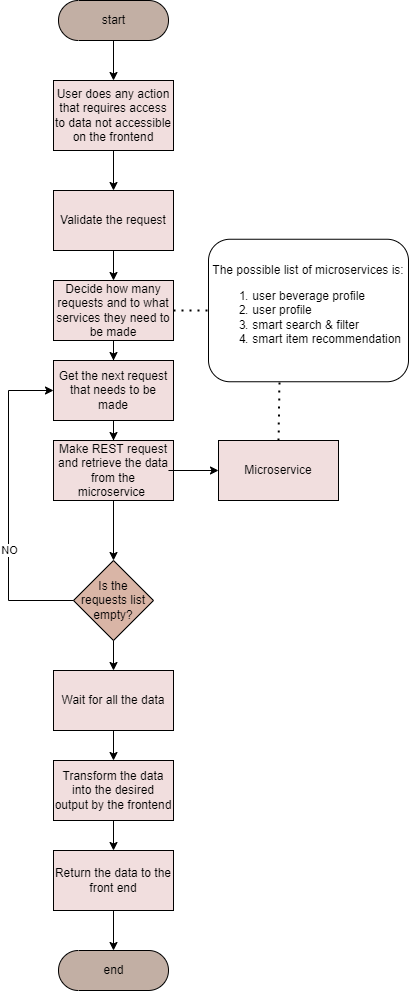 start
User does any action
that requires access
to data not accessible
on the frontend
Validate the request
Decide how many
requests and to what
services they need to
be made
The possible list of microservices is:
1. user beverage profile
2. user profile
3. smart search & filter
4. smart item recommendation
Get the next request
that needs to be
made
Make REST request
and retrieve the data
from the
microservice
Microservice
NO
Is the
requests list
empty?
Wait for all the data
Transform the data
into the desired
output by the frontend
Return the data to the
front end
end